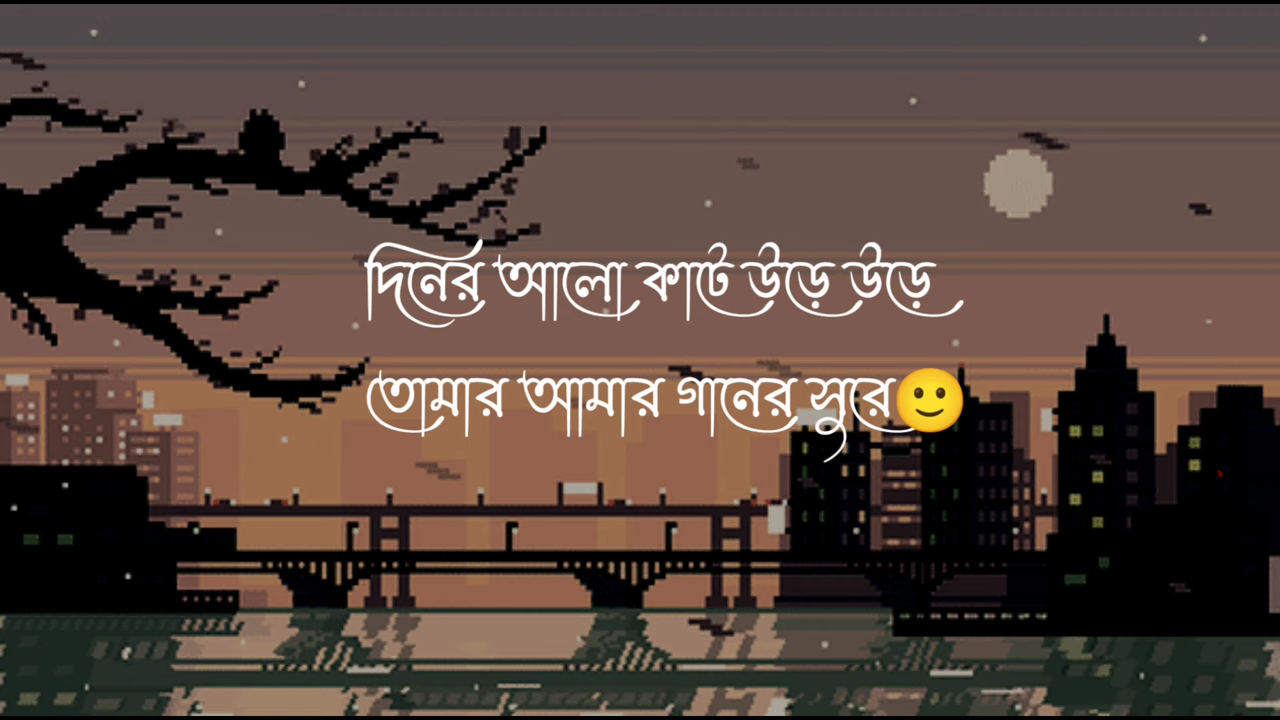 দিনের আলো কাটে উড়ে উড়ে
তোমার আমার গানের সুরে🙂